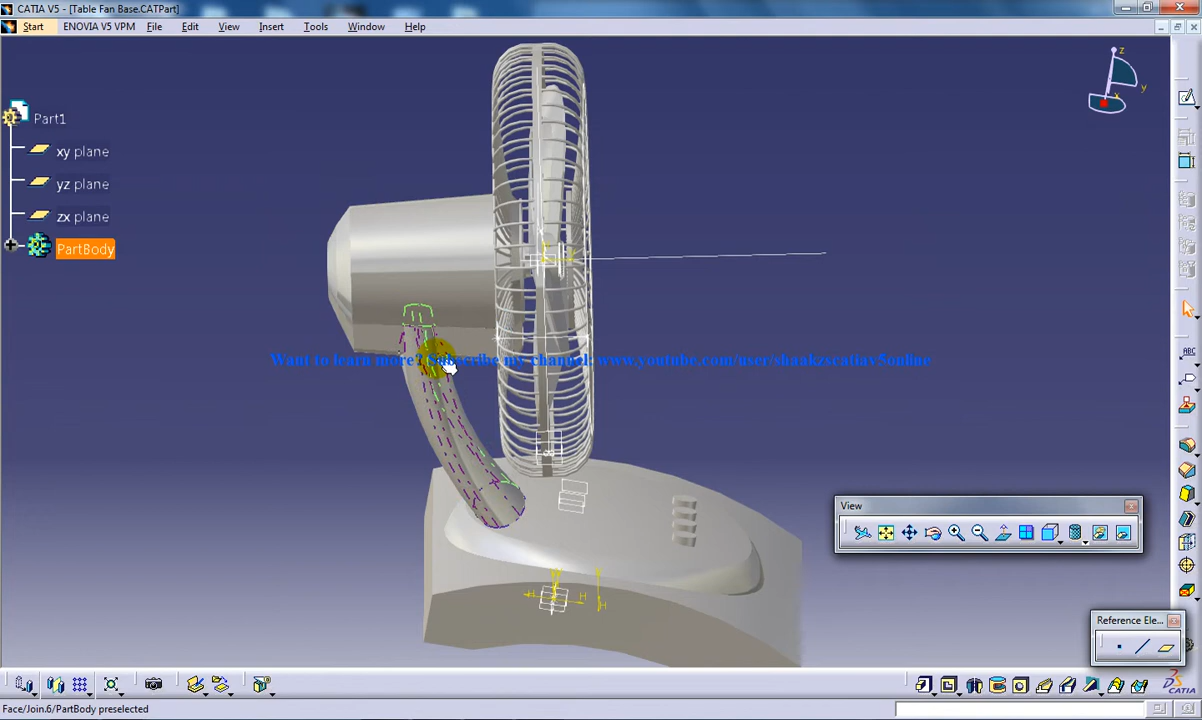 CATIA V5 - [Table Fan Base.CATPart]
Start ENOVIA V5 VPM File Edit View Insert Tools Window Help
z
y
x
Part1
xy plane
yz plane
zx plane
PartBody
Want to learn more? Subscribe my channel: www.youtube.com/user/shaakzscatiav5online
ABC
View
H H H
Reference Ele...
CATIA
Face/Join.6/PartBody preselected